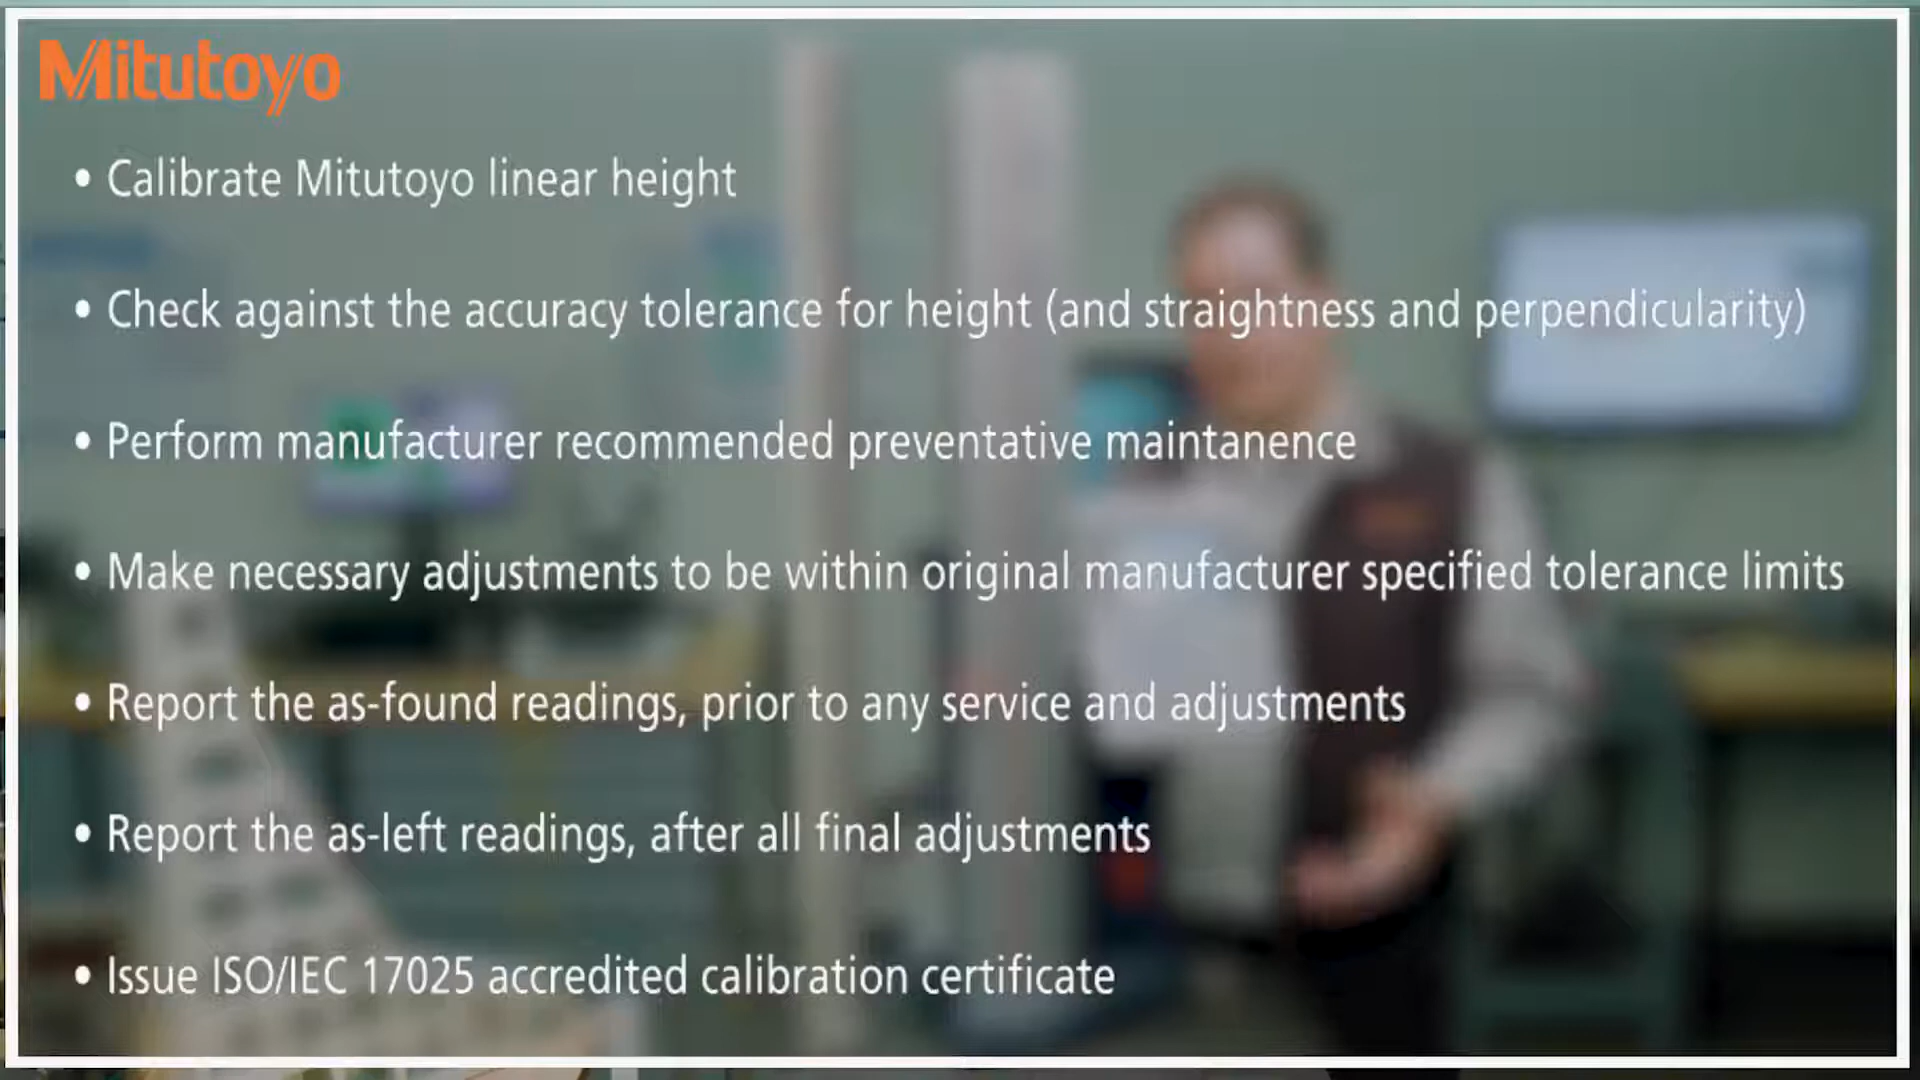 Mitutoyo
• Calibrate Mitutoyo linear height
• Check against the accuracy tolerance for height (and straightness and perpendicularity)
• Perform manufacturer recommended preventative maintanence
• Make necessary adjustments to be within original manufacturer specified tolerance limits
• Report the as-found readings, prior to any service and adjustments
• Report the as-left readings, after all final adjustments
• Issue ISO/IEC 17025 accredited calibration certificate